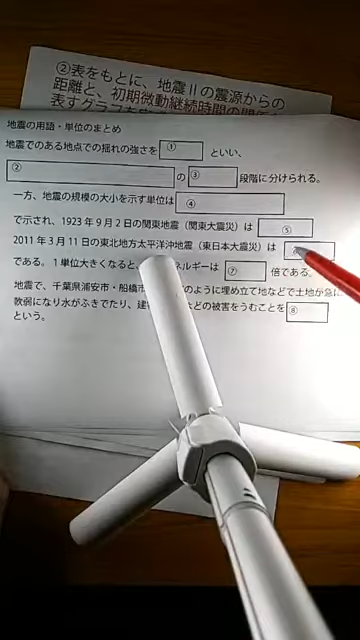 ②表をもとに、地震Ⅱの震源からの
距離と、初期微動継続時間の関係を
表すグラフを
地震の用語・単位のまとめ
地震でのある地点での揺れの強さを ① といい、
② の ③ 段階に分けられる。
一方、地震の規模の大小を示す単位は ④
で示され、1923年9月2日の関東地震（関東大震災）は ⑤
2011年3月11日の東北地方太平洋沖地震（東日本大震災）は
である。1単位大きくなると、 ネルギーは ⑦ 倍である。
地震で、千葉県浦安市・船橋市 のように埋め立て地などで土地が急に
軟弱になり水がふきでたり、建物 などの被害をうむことを ⑧
という。